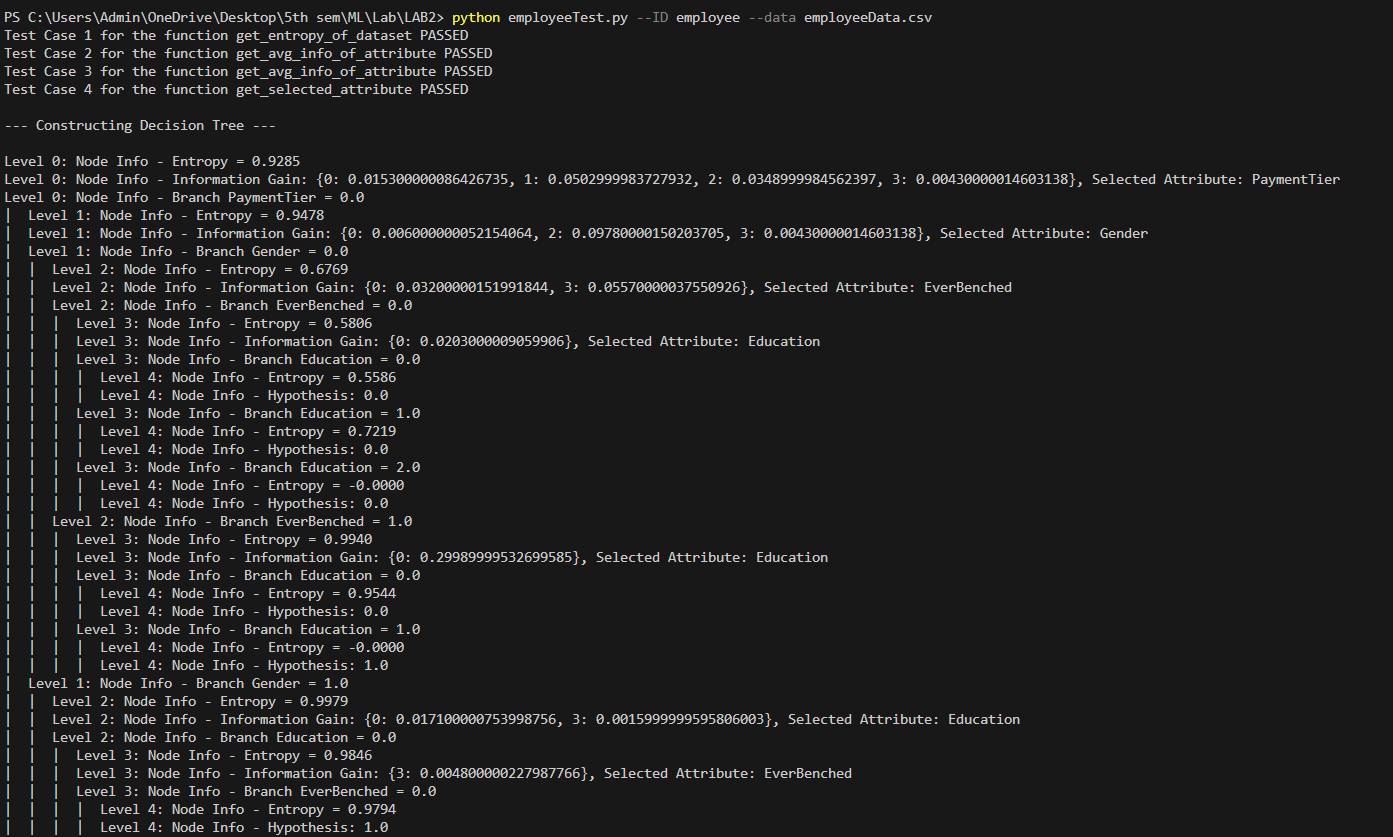 PS C:\Users\Admin\OneDrive\Desktop\5th sem\ML\Lab\LAB2> python employeeTest.py --ID employee --data employeeData.csv
Test Case 1 for the function get_entropy_of_dataset PASSED
Test Case 2 for the function get_avg_info_of_attribute PASSED
Test Case 3 for the function get_avg_info_of_attribute PASSED
Test Case 4 for the function get_selected_attribute PASSED
--- Constructing Decision Tree ---
Level 0: Node Info - Entropy = 0.9285
Level 0: Node Info - Information Gain: {0: 0.015300000086426735, 1: 0.0502999983727932, 2: 0.0348999984562397, 3: 0.00430000014603138}, Selected Attribute: PaymentTier
Level 0: Node Info - Branch PaymentTier = 0.0
|  Level 1: Node Info - Entropy = 0.9478
|  Level 1: Node Info - Information Gain: {0: 0.006000000052154064, 2: 0.09780000150203705, 3: 0.00430000014603138}, Selected Attribute: Gender
|  Level 1: Node Info - Branch Gender = 0.0
|  |  Level 2: Node Info - Entropy = 0.6769
|  |  Level 2: Node Info - Information Gain: {0: 0.03200000151991844, 3: 0.05570000037550926}, Selected Attribute: EverBenched
|  |  Level 2: Node Info - Branch EverBenched = 0.0
|  |  |  Level 3: Node Info - Entropy = 0.5806
|  |  |  Level 3: Node Info - Information Gain: {0: 0.0203000009059906}, Selected Attribute: Education
|  |  |  Level 3: Node Info - Branch Education = 0.0
|  |  |  |  Level 4: Node Info - Entropy = 0.5586
|  |  |  |  Level 4: Node Info - Hypothesis: 0.0
|  |  |  Level 3: Node Info - Branch Education = 1.0
|  |  |  |  Level 4: Node Info - Entropy = 0.7219
|  |  |  |  Level 4: Node Info - Hypothesis: 0.0
|  |  |  Level 3: Node Info - Branch Education = 2.0
|  |  |  |  Level 4: Node Info - Entropy = -0.0000
|  |  |  |  Level 4: Node Info - Hypothesis: 0.0
|  |  Level 2: Node Info - Branch EverBenched = 1.0
|  |  |  Level 3: Node Info - Entropy = 0.9940
|  |  |  Level 3: Node Info - Information Gain: {0: 0.29989999532699585}, Selected Attribute: Education
|  |  |  Level 3: Node Info - Branch Education = 0.0
|  |  |  |  Level 4: Node Info - Entropy = 0.9544
|  |  |  |  Level 4: Node Info - Hypothesis: 0.0
|  |  |  Level 3: Node Info - Branch Education = 1.0
|  |  |  |  Level 4: Node Info - Entropy = -0.0000
|  |  |  |  Level 4: Node Info - Hypothesis: 1.0
|  Level 1: Node Info - Branch Gender = 1.0
|  |  Level 2: Node Info - Entropy = 0.9979
|  |  Level 2: Node Info - Information Gain: {0: 0.017100000753998756, 3: 0.0015999999595806003}, Selected Attribute: Education
|  |  Level 2: Node Info - Branch Education = 0.0
|  |  |  Level 3: Node Info - Entropy = 0.9846
|  |  |  Level 3: Node Info - Information Gain: {3: 0.004800000227987766}, Selected Attribute: EverBenched
|  |  |  Level 3: Node Info - Branch EverBenched = 0.0
|  |  |  |  Level 4: Node Info - Entropy = 0.9794
|  |  |  |  Level 4: Node Info - Hypothesis: 1.0